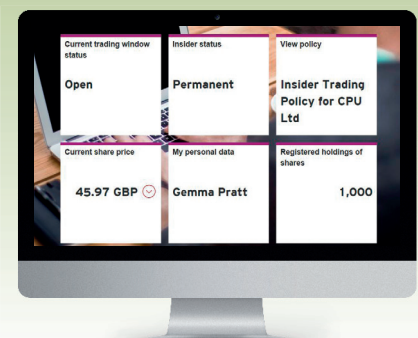 Current trading window
status
Open
Insider status
Permanent
View policy
Insider Trading
Policy for CPU
Ltd
Current share price
45.97 GBP
My personal data
Gemma Pratt
Registered holdings of
shares
1,000